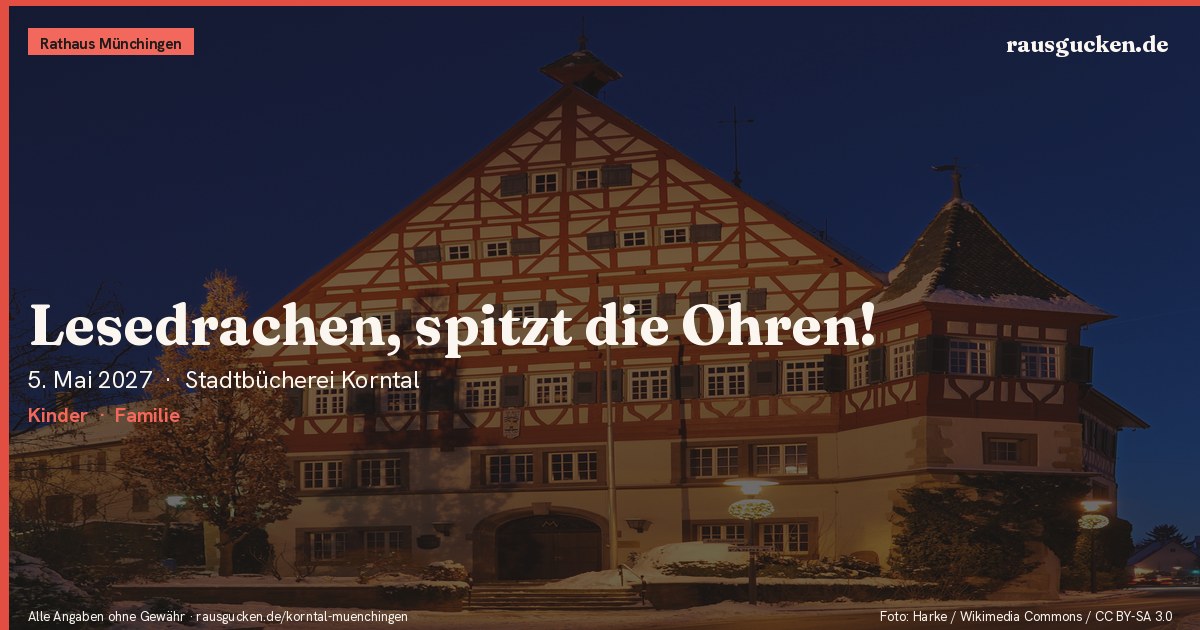 Rathaus Münchingen
rausgucken.de
Lesedrachen, spitzt die Ohren!
5. Mai 2027 · Stadtbücherei Korntal
Kinder · Familie
Alle Angaben ohne Gewähr · rausgucken.de/korntal-muenchingen
Foto: Harke / Wikimedia Commons / CC BY-SA 3.0